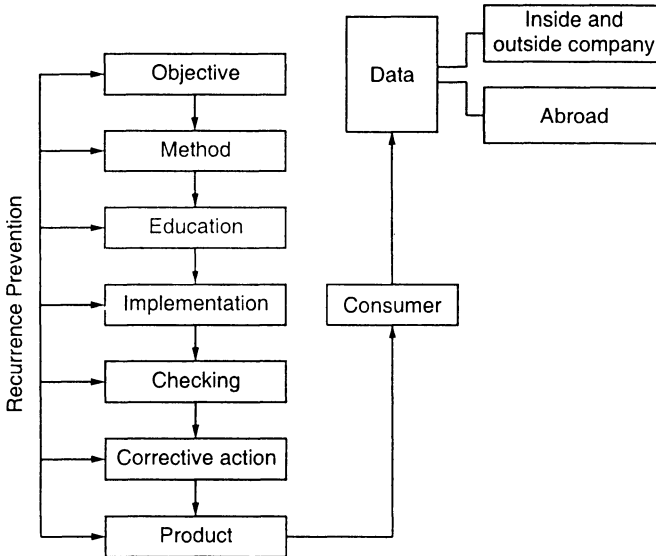 Recurrence Prevention
Objective
Method
Education
Implementation
Checking
Corrective action
Product
Consumer
Data
Inside and
outside company
Abroad